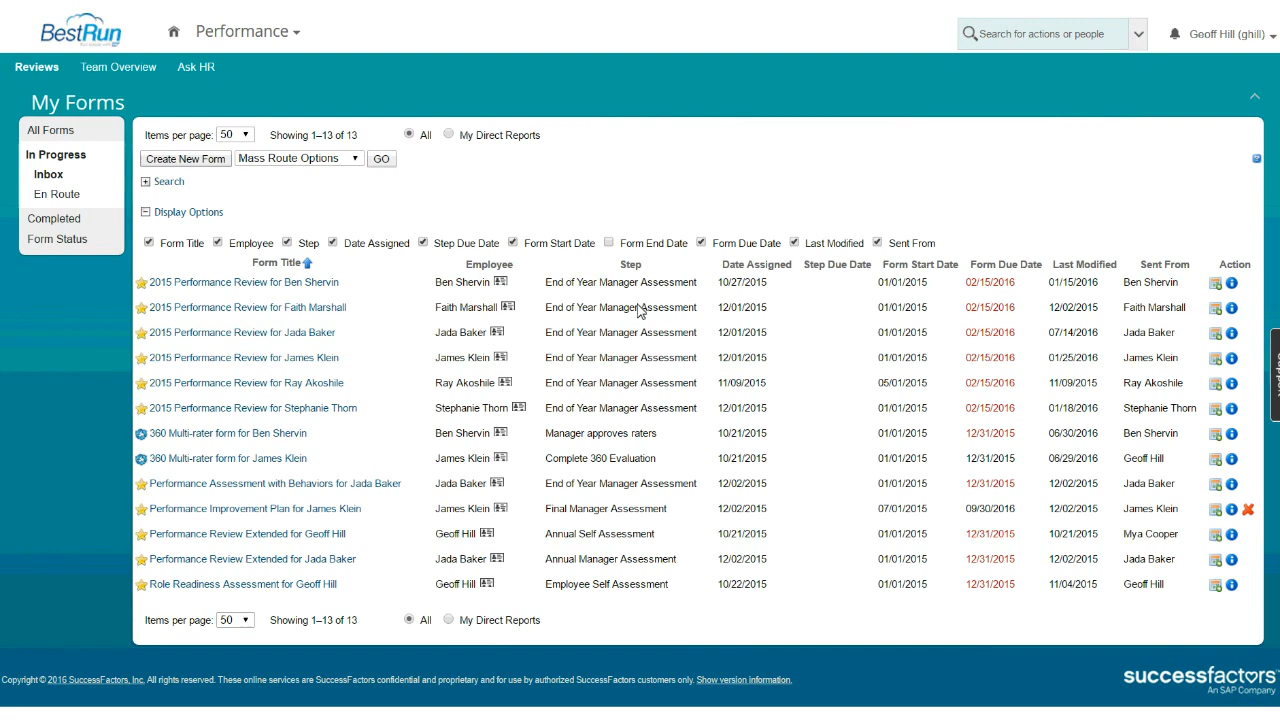 BestRun Performance Search for actions or people Geoff Hill (ghill)
Reviews Team Overview Ask HR
My Forms
All Forms
In Progress
Inbox
En Route
Completed
Form Status
Items per page: 50 Showing 1–13 of 13 All My Direct Reports
Create New Form Mass Route Options GO
Search
Display Options
Form Title Employee Step Date Assigned Step Due Date Form Start Date Form End Date Form Due Date Last Modified Sent From
Form Title Employee Step Date Assigned Step Due Date Form Start Date Form Due Date Last Modified Sent From Action
2015 Performance Review for Ben Shervin Ben Shervin End of Year Manager Assessment 10/27/2015 01/01/2015 02/15/2016 01/15/2016 Ben Shervin
2015 Performance Review for Faith Marshall Faith Marshall End of Year Manager Assessment 12/01/2015 01/01/2015 02/15/2016 12/02/2015 Faith Marshall
2015 Performance Review for Jada Baker Jada Baker End of Year Manager Assessment 12/01/2015 01/01/2015 02/15/2016 07/14/2016 Jada Baker
2015 Performance Review for James Klein James Klein End of Year Manager Assessment 12/01/2015 01/01/2015 02/15/2016 01/25/2016 James Klein
2015 Performance Review for Ray Akoshile Ray Akoshile End of Year Manager Assessment 11/09/2015 05/01/2015 02/15/2016 11/09/2015 Ray Akoshile
2015 Performance Review for Stephanie Thorn Stephanie Thorn End of Year Manager Assessment 12/01/2015 01/01/2015 02/15/2016 01/18/2016 Stephanie Thorn
360 Multi-rater form for Ben Shervin Ben Shervin Manager approves raters 10/21/2015 01/01/2015 12/31/2015 06/30/2016 Ben Shervin
360 Multi-rater form for James Klein James Klein Complete 360 Evaluation 10/21/2015 01/01/2015 12/31/2015 06/29/2016 Geoff Hill
Performance Assessment with Behaviors for Jada Baker Jada Baker End of Year Manager Assessment 12/02/2015 01/01/2015 12/31/2015 12/02/2015 Jada Baker
Performance Improvement Plan for James Klein James Klein Final Manager Assessment 12/02/2015 07/01/2015 09/30/2016 12/02/2015 James Klein
Performance Review Extended for Geoff Hill Geoff Hill Annual Self Assessment 10/21/2015 01/01/2015 12/31/2015 10/21/2015 Mya Cooper
Performance Review Extended for Jada Baker Jada Baker Annual Manager Assessment 12/02/2015 01/01/2015 12/31/2015 12/02/2015 Jada Baker
Role Readiness Assessment for Geoff Hill Geoff Hill Employee Self Assessment 10/22/2015 01/01/2015 12/31/2015 11/04/2015 Geoff Hill
Items per page: 50 Showing 1–13 of 13 All My Direct Reports
Copyright © 2016 SuccessFactors, Inc. All rights reserved. These online services are SuccessFactors confidential and proprietary and for use by authorized SuccessFactors customers only. Show version information.
successfactors
An SAP Company